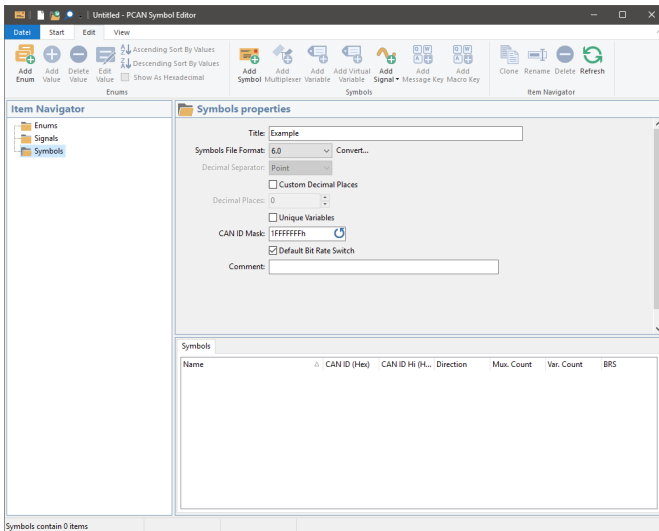 Untitled - PCAN Symbol Editor
Datei Start Edit View
Add Enum
Add Value
Delete Value
Edit Value
Ascending Sort By Values
Descending Sort By Values
Show As Hexadecimal
Enums
Add Symbol
Add Multiplexer
Add Variable
Add Virtual Variable
Add Signal
Add Message Key
Add Macro Key
Symbols
Clone
Rename
Delete
Refresh
Item Navigator
Item Navigator
Enums
Signals
Symbols
Symbols properties
Title: Example
Symbols File Format: 6.0 Convert...
Decimal Separator: Point
Custom Decimal Places
Decimal Places: 0
Unique Variables
CAN ID Mask: 1FFFFFFFh
Default Bit Rate Switch
Comment:
Symbols
Name CAN ID (Hex) CAN ID Hi (H... Direction Mux. Count Var. Count BRS
Symbols contain 0 items